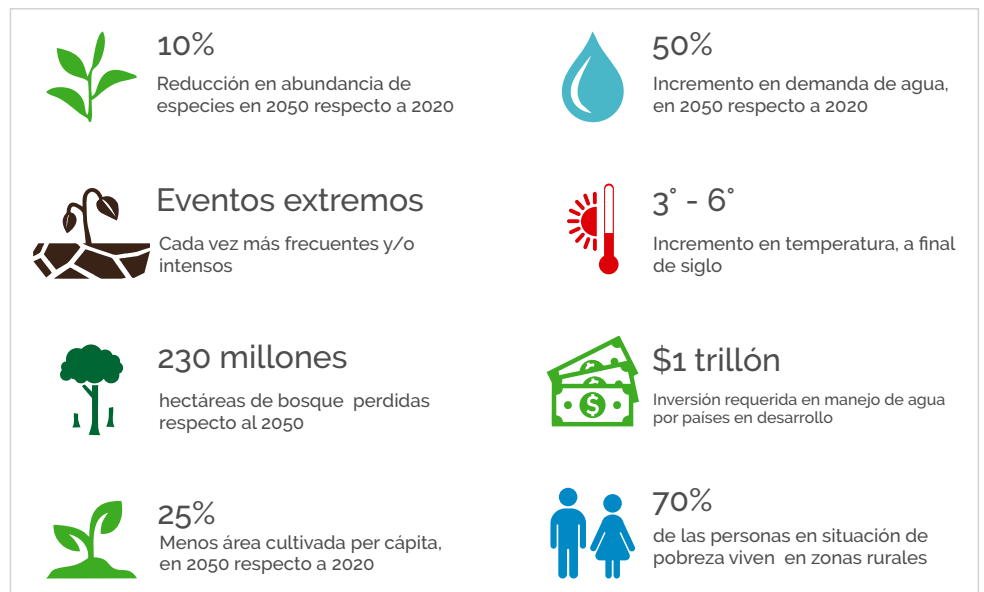 10%
Reducción en abundancia de
especies en 2050 respecto a 2020
50%
Incremento en demanda de agua,
en 2050 respecto a 2020
Eventos extremos
Cada vez más frecuentes y/o
intensos
3° - 6°
Incremento en temperatura, a final
de siglo
230 millones
hectáreas de bosque perdidas
respecto al 2050
$1 trillón
Inversión requerida en manejo de agua
por países en desarrollo
25%
Menos área cultivada per cápita,
en 2050 respecto a 2020
70%
de las personas en situación de
pobreza viven en zonas rurales